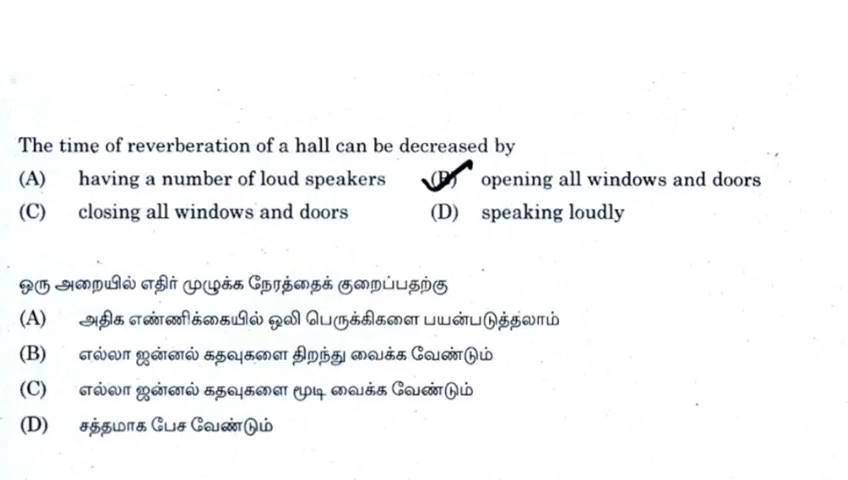 The time of reverberation of a hall can be decreased by
(A) having a number of loud speakers (B) opening all windows and doors
(C) closing all windows and doors (D) speaking loudly
ஒரு அறையில் எதிர் முழுக்க நேரத்தைக் குறைப்பதற்கு
(A) அதிக எண்ணிக்கையில் ஒலி பெருக்கிகளை பயன்படுத்தலாம்
(B) எல்லா ஜன்னல் கதவுகளை திறந்து வைக்க வேண்டும்
(C) எல்லா ஜன்னல் கதவுகளை மூடி வைக்க வேண்டும்
(D) சத்தமாக பேச வேண்டும்